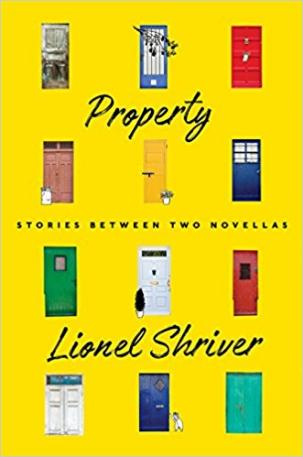 Property
STORIES BETWEEN TWO NOVELLAS
Lionel Shriver